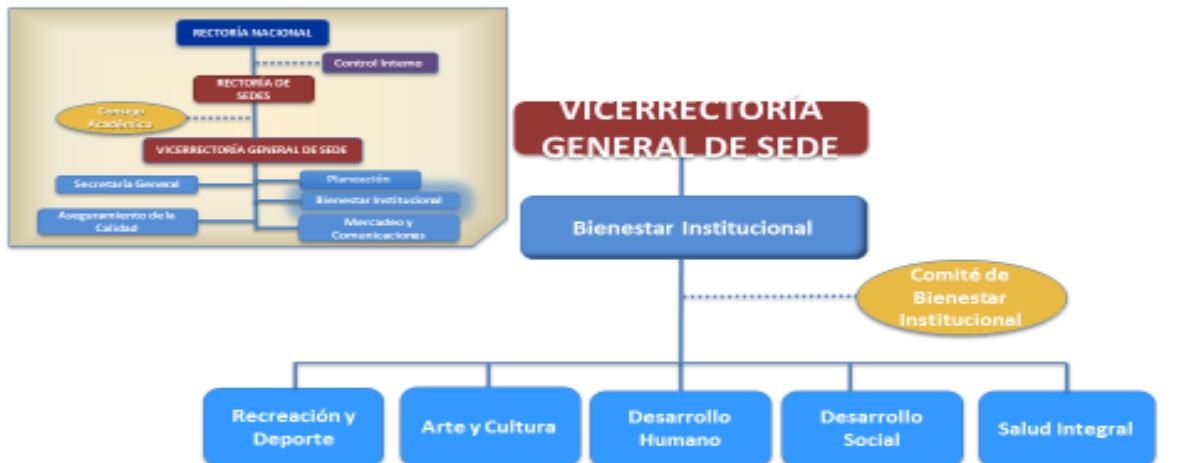 RECTORÍA NACIONAL
Control Interno
RECTORÍA DE
SEDES
Consejo
Académico
VICERRECTORÍA GENERAL DE SEDE
Secretaría General
Planeación
Bienestar Institucional
Aseguramiento de la
Calidad
Mercadeo y
Comunicaciones
VICERRECTORÍA
GENERAL DE SEDE
Bienestar Institucional
Comité de
Bienestar
Institucional
Recreación y
Deporte
Arte y Cultura
Desarrollo
Humano
Desarrollo
Social
Salud Integral